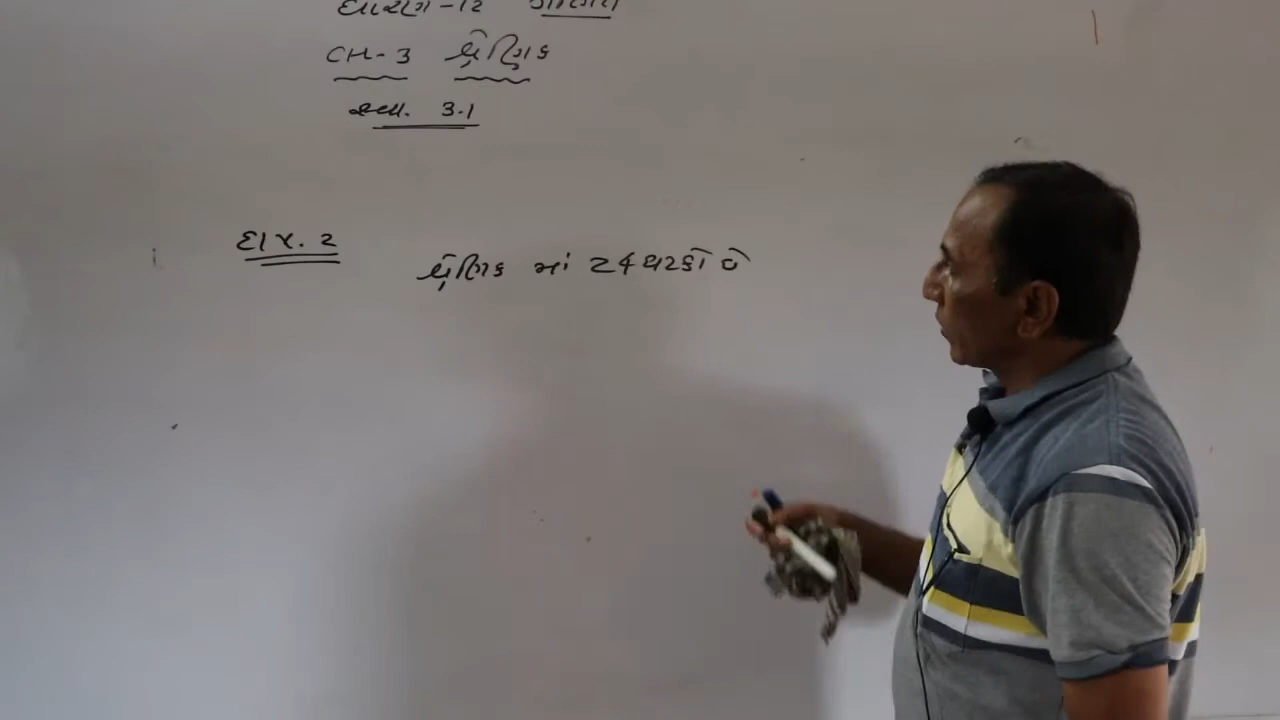 ધોરણ-12 ગણિત
CH-3 શ્રેણિક
સ્વા. 3.1
દાખ. 2
શ્રેણિક માં 24 ઘટકો છે